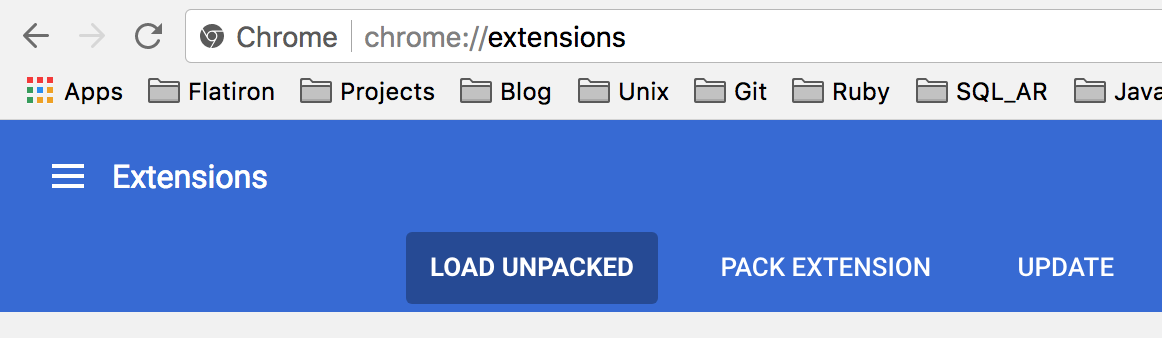 Chrome chrome://extensions
Apps Flatiron Projects Blog Unix Git Ruby SQL_AR Java
Extensions
LOAD UNPACKED PACK EXTENSION UPDATE